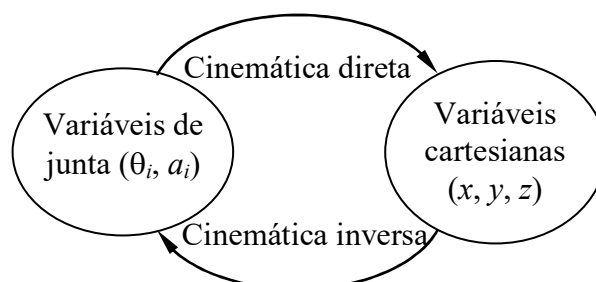 Cinemática direta
Variáveis de
junta (θi, ai)
Variáveis
cartesianas
(x, y, z)
Cinemática inversa